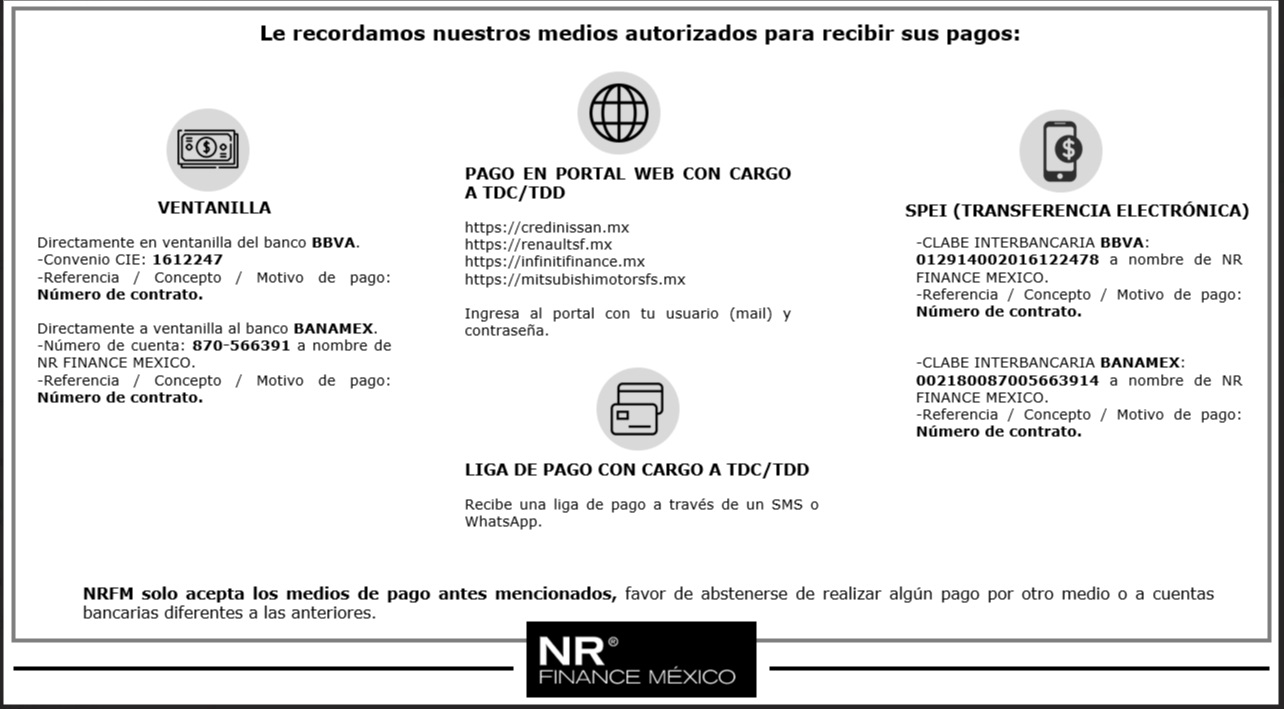 Le recordamos nuestros medios autorizados para recibir sus pagos:
VENTANILLA
Directamente en ventanilla del banco BBVA.
-Convenio CIE: 1612247
-Referencia / Concepto / Motivo de pago:
Número de contrato.
Directamente a ventanilla al banco BANAMEX.
-Número de cuenta: 870-566391 a nombre de
NR FINANCE MEXICO.
-Referencia / Concepto / Motivo de pago:
Número de contrato.
PAGO EN PORTAL WEB CON CARGO
A TDC/TDD
https://credinissan.mx
https://renaultsf.mx
https://infinitifinance.mx
https://mitsubishimotorsfs.mx
Ingresa al portal con tu usuario (mail) y
contraseña.
LIGA DE PAGO CON CARGO A TDC/TDD
Recibe una liga de pago a través de un SMS o
WhatsApp.
SPEI (TRANSFERENCIA ELECTRÓNICA)
-CLABE INTERBANCARIA BBVA:
012914002016122478 a nombre de NR
FINANCE MEXICO.
-Referencia / Concepto / Motivo de pago:
Número de contrato.
-CLABE INTERBANCARIA BANAMEX:
002180087005663914 a nombre de NR
FINANCE MEXICO.
-Referencia / Concepto / Motivo de pago:
Número de contrato.
NRFM solo acepta los medios de pago antes mencionados, favor de abstenerse de realizar algún pago por otro medio o a cuentas
bancarias diferentes a las anteriores.
NR®
FINANCE MÉXICO